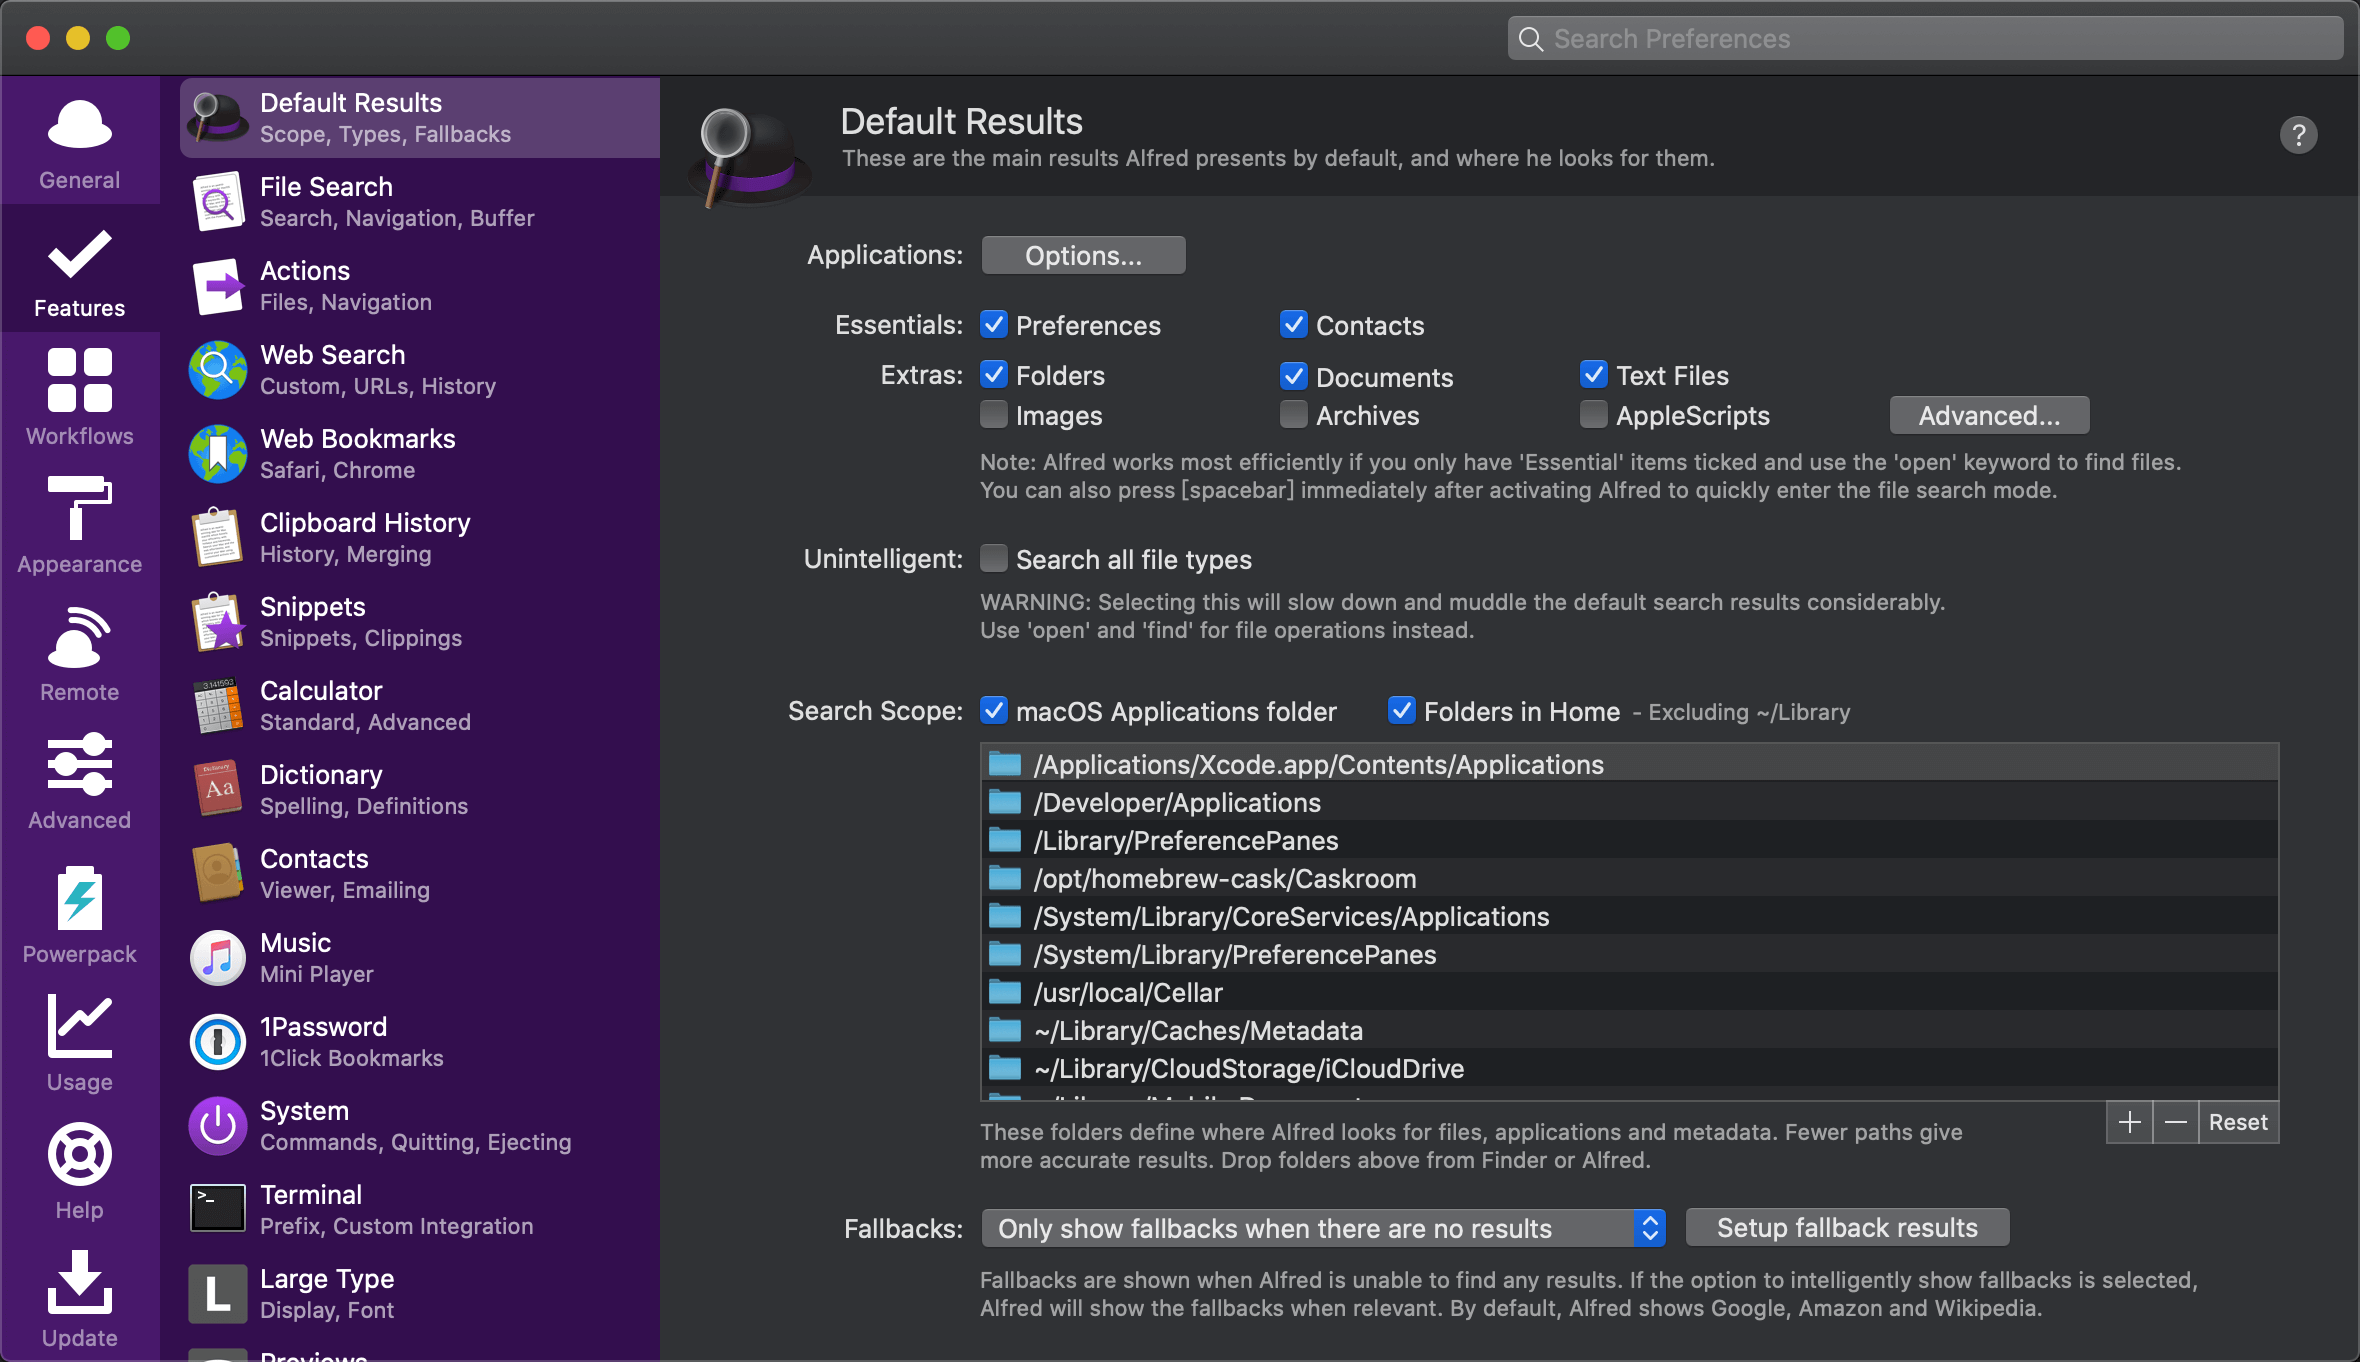 Search Preferences
General
Features
Workflows
Appearance
Remote
Advanced
Powerpack
Usage
Help
Update
Default Results
Scope, Types, Fallbacks
File Search
Search, Navigation, Buffer
Actions
Files, Navigation
Web Search
Custom, URLs, History
Web Bookmarks
Safari, Chrome
Clipboard History
History, Merging
Snippets
Snippets, Clippings
3.141593
Calculator
Standard, Advanced
Dictionary
Aa
Dictionary
Spelling, Definitions
Contacts
Viewer, Emailing
Music
Mini Player
1Password
1Click Bookmarks
System
Commands, Quitting, Ejecting
>_
Terminal
Prefix, Custom Integration
L
Large Type
Display, Font
Previews
Default Results
These are the main results Alfred presents by default, and where he looks for them.
?
Applications: Options...
Essentials: Preferences Contacts
Extras: Folders Documents Text Files
Images Archives AppleScripts Advanced...
Note: Alfred works most efficiently if you only have 'Essential' items ticked and use the 'open' keyword to find files.
You can also press [spacebar] immediately after activating Alfred to quickly enter the file search mode.
Unintelligent: Search all file types
WARNING: Selecting this will slow down and muddle the default search results considerably.
Use 'open' and 'find' for file operations instead.
Search Scope: macOS Applications folder Folders in Home - Excluding ~/Library
/Applications/Xcode.app/Contents/Applications
/Developer/Applications
/Library/PreferencePanes
/opt/homebrew-cask/Caskroom
/System/Library/CoreServices/Applications
/System/Library/PreferencePanes
/usr/local/Cellar
~/Library/Caches/Metadata
~/Library/CloudStorage/iCloudDrive
+ − Reset
These folders define where Alfred looks for files, applications and metadata. Fewer paths give
more accurate results. Drop folders above from Finder or Alfred.
Fallbacks: Only show fallbacks when there are no results Setup fallback results
Fallbacks are shown when Alfred is unable to find any results. If the option to intelligently show fallbacks is selected,
Alfred will show the fallbacks when relevant. By default, Alfred shows Google, Amazon and Wikipedia.